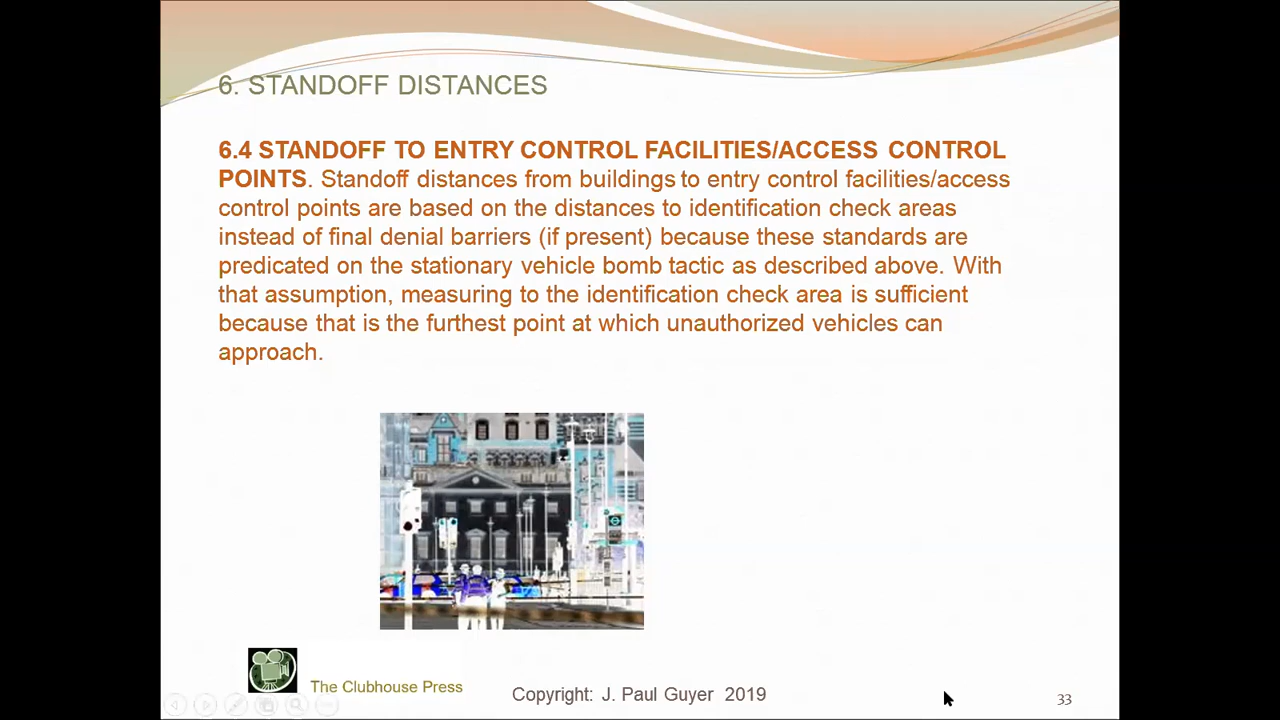 6. STANDOFF DISTANCES
6.4 STANDOFF TO ENTRY CONTROL FACILITIES/ACCESS CONTROL
POINTS. Standoff distances from buildings to entry control facilities/access
control points are based on the distances to identification check areas
instead of final denial barriers (if present) because these standards are
predicated on the stationary vehicle bomb tactic as described above. With
that assumption, measuring to the identification check area is sufficient
because that is the furthest point at which unauthorized vehicles can
approach.
The Clubhouse Press
Copyright: J. Paul Guyer 2019
33